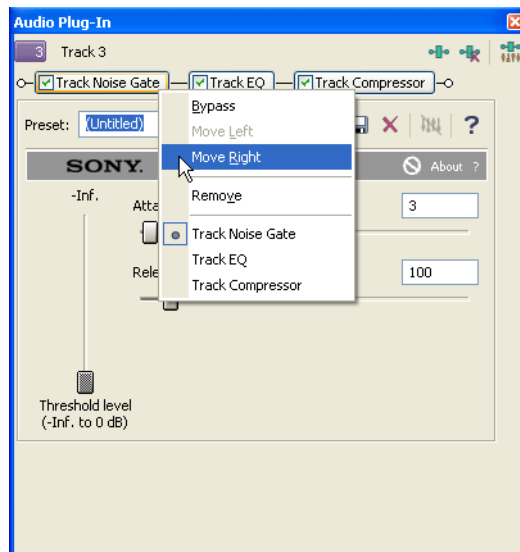 Audio Plug-In
3 Track 3
Track Noise Gate Track EQ Track Compressor
Bypass
Preset: (Untitled) ?
Move Left
SONY. Move Right About ?
-Inf. Remove
Atta 3
Track Noise Gate
Track EQ
Rele 100
Track Compressor
Threshold level
(-Inf. to 0 dB)